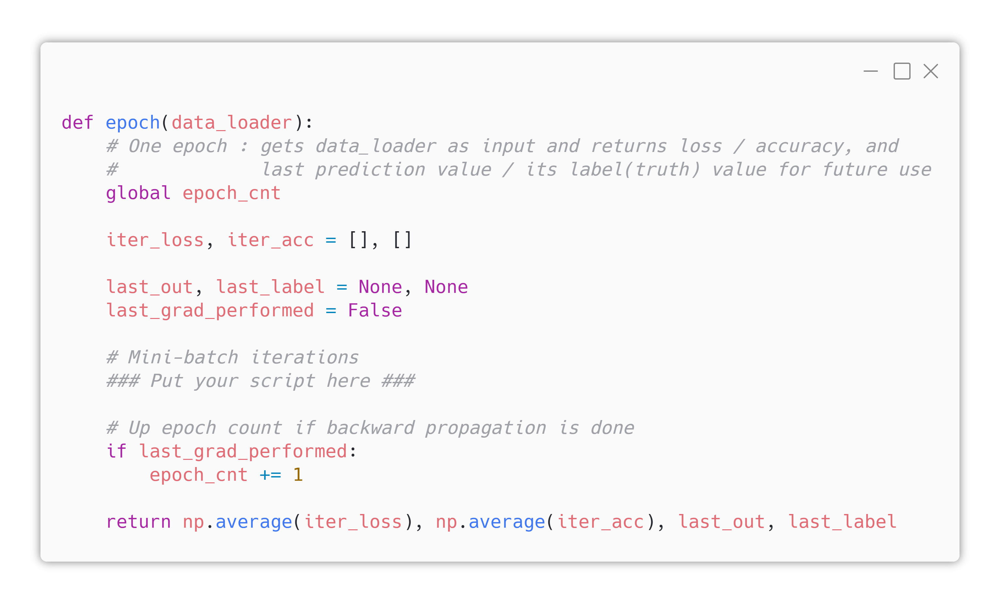 def epoch(data_loader):
    # One epoch : gets data_loader as input and returns loss / accuracy, and
    #             last prediction value / its label(truth) value for future use
    global epoch_cnt

    iter_loss, iter_acc = [], []

    last_out, last_label = None, None
    last_grad_performed = False

    # Mini-batch iterations
    ### Put your script here ###

    # Up epoch count if backward propagation is done
    if last_grad_performed:
        epoch_cnt += 1

    return np.average(iter_loss), np.average(iter_acc), last_out, last_label